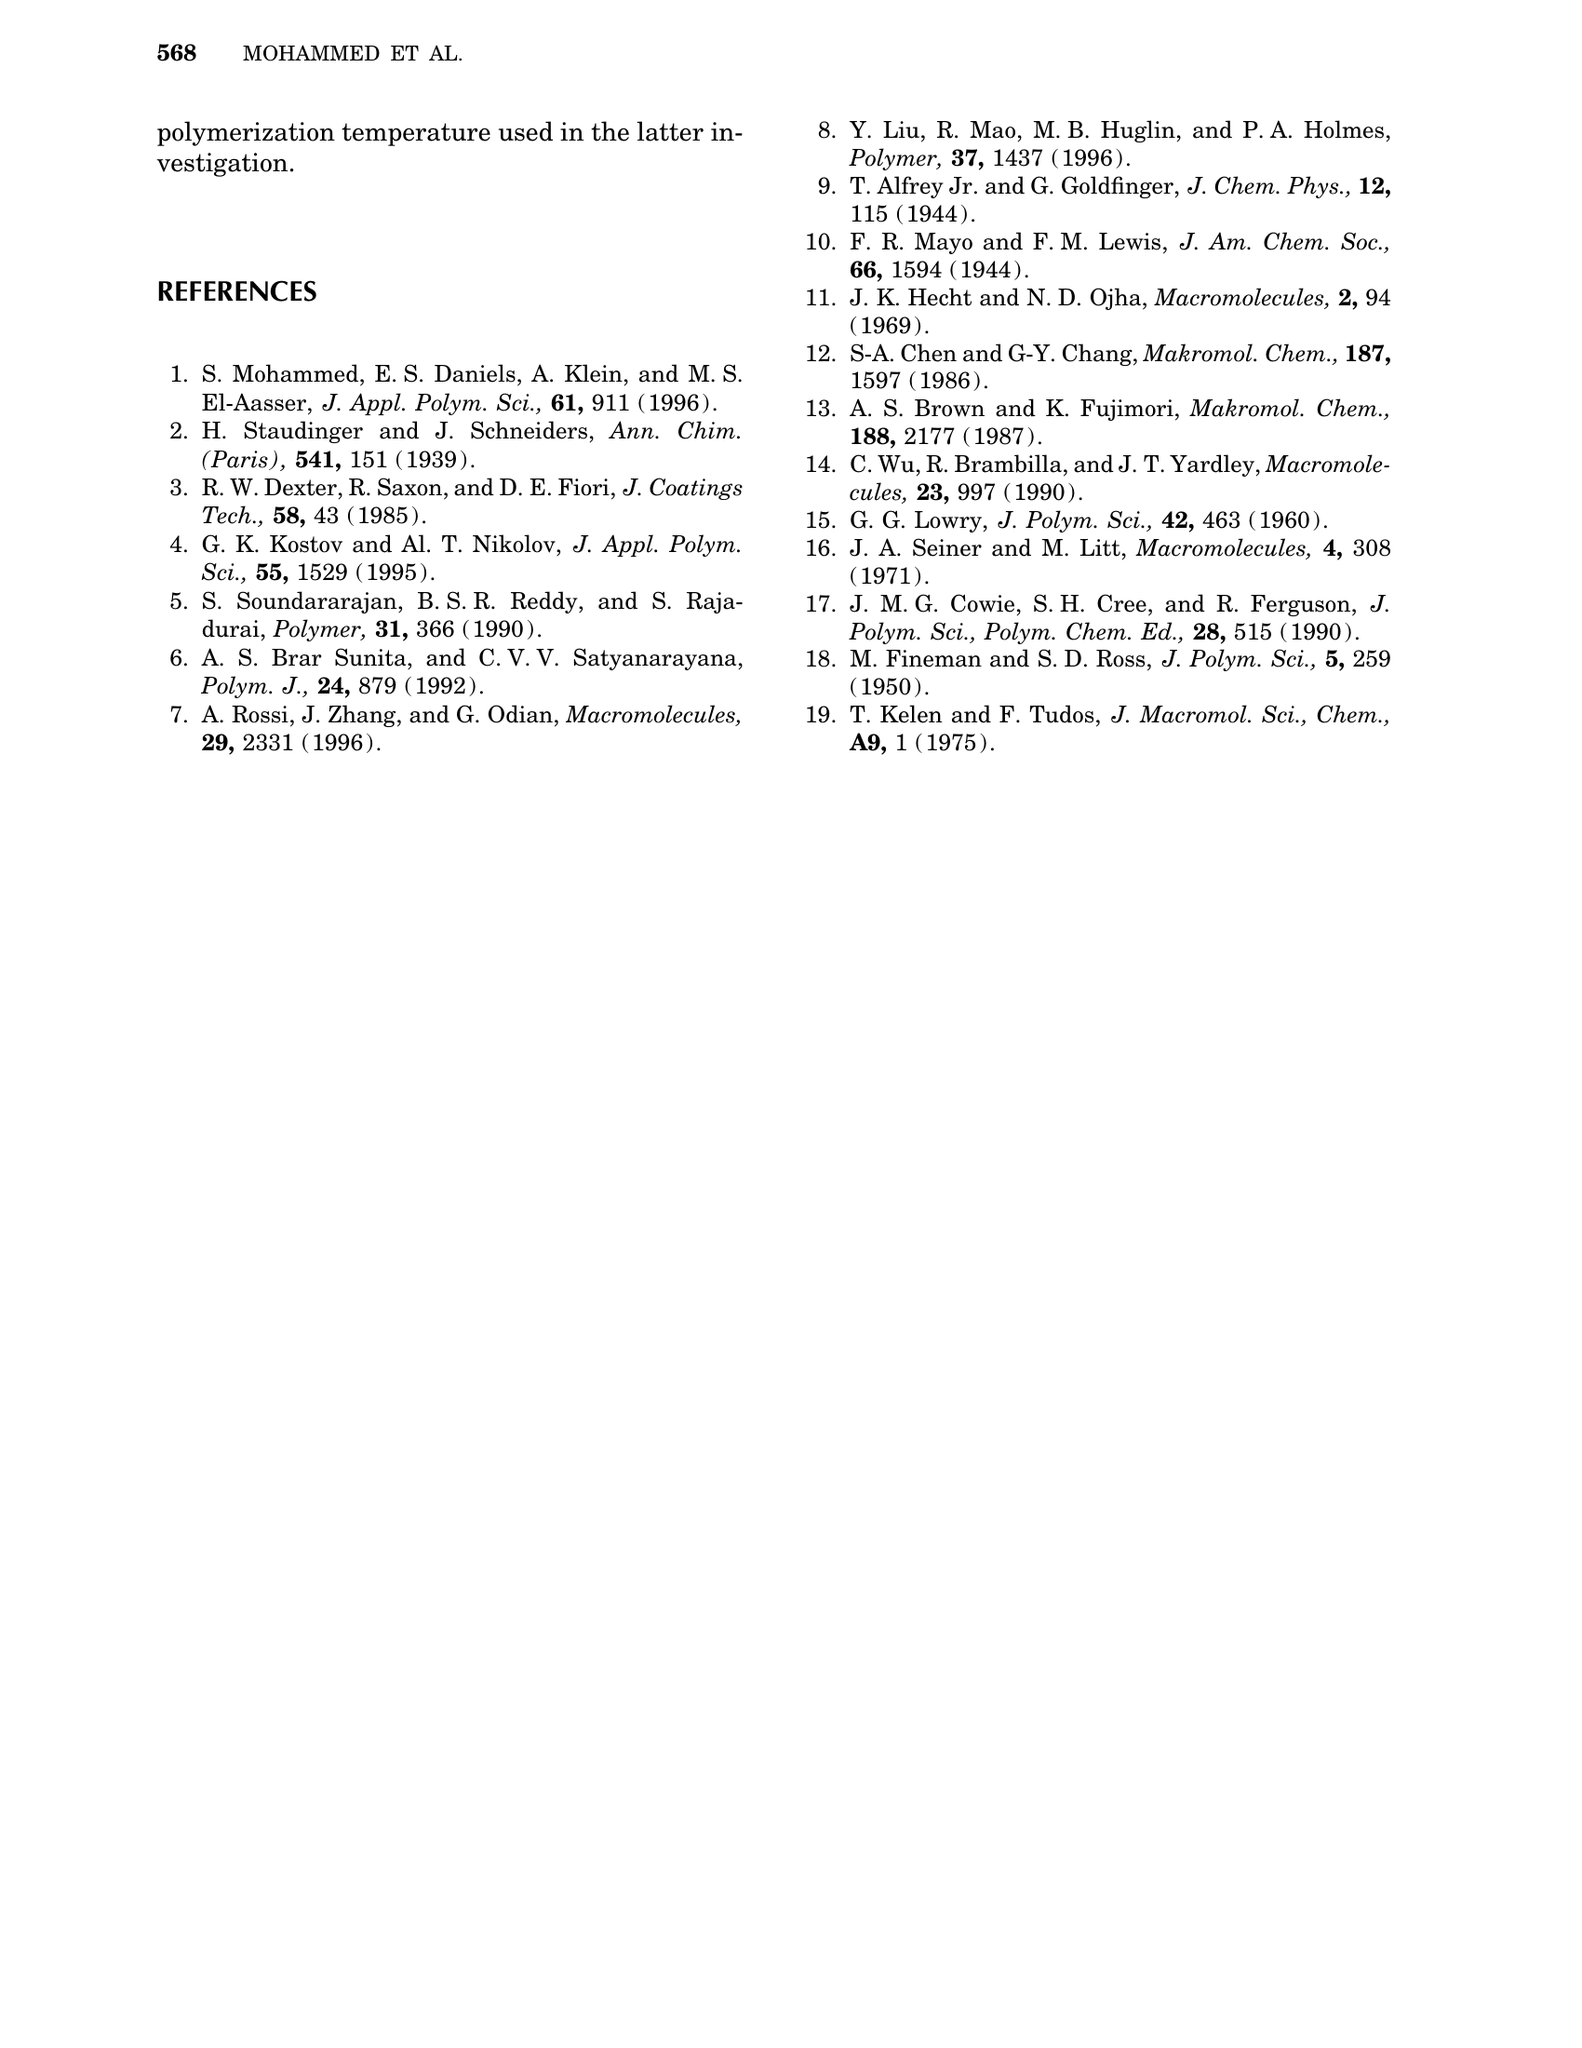 568 MOHAMMED ET AL.
polymerization temperature used in the latter in-
vestigation.
REFERENCES
1. S. Mohammed, E. S. Daniels, A. Klein, and M. S.
El-Aasser, J. Appl. Polym. Sci., 61, 911 (1996).
2. H. Staudinger and J. Schneiders, Ann. Chim.
(Paris), 541, 151 (1939).
3. R. W. Dexter, R. Saxon, and D. E. Fiori, J. Coatings
Tech., 58, 43 (1985).
4. G. K. Kostov and Al. T. Nikolov, J. Appl. Polym.
Sci., 55, 1529 (1995).
5. S. Soundararajan, B. S. R. Reddy, and S. Raja-
durai, Polymer, 31, 366 (1990).
6. A. S. Brar Sunita, and C. V. V. Satyanarayana,
Polym. J., 24, 879 (1992).
7. A. Rossi, J. Zhang, and G. Odian, Macromolecules,
29, 2331 (1996).
8. Y. Liu, R. Mao, M. B. Huglin, and P. A. Holmes,
Polymer, 37, 1437 (1996).
9. T. Alfrey Jr. and G. Goldfinger, J. Chem. Phys., 12,
115 (1944).
10. F. R. Mayo and F. M. Lewis, J. Am. Chem. Soc.,
66, 1594 (1944).
11. J. K. Hecht and N. D. Ojha, Macromolecules, 2, 94
(1969).
12. S-A. Chen and G-Y. Chang, Makromol. Chem., 187,
1597 (1986).
13. A. S. Brown and K. Fujimori, Makromol. Chem.,
188, 2177 (1987).
14. C. Wu, R. Brambilla, and J. T. Yardley, Macromole-
cules, 23, 997 (1990).
15. G. G. Lowry, J. Polym. Sci., 42, 463 (1960).
16. J. A. Seiner and M. Litt, Macromolecules, 4, 308
(1971).
17. J. M. G. Cowie, S. H. Cree, and R. Ferguson, J.
Polym. Sci., Polym. Chem. Ed., 28, 515 (1990).
18. M. Fineman and S. D. Ross, J. Polym. Sci., 5, 259
(1950).
19. T. Kelen and F. Tudos, J. Macromol. Sci., Chem.,
A9, 1 (1975).